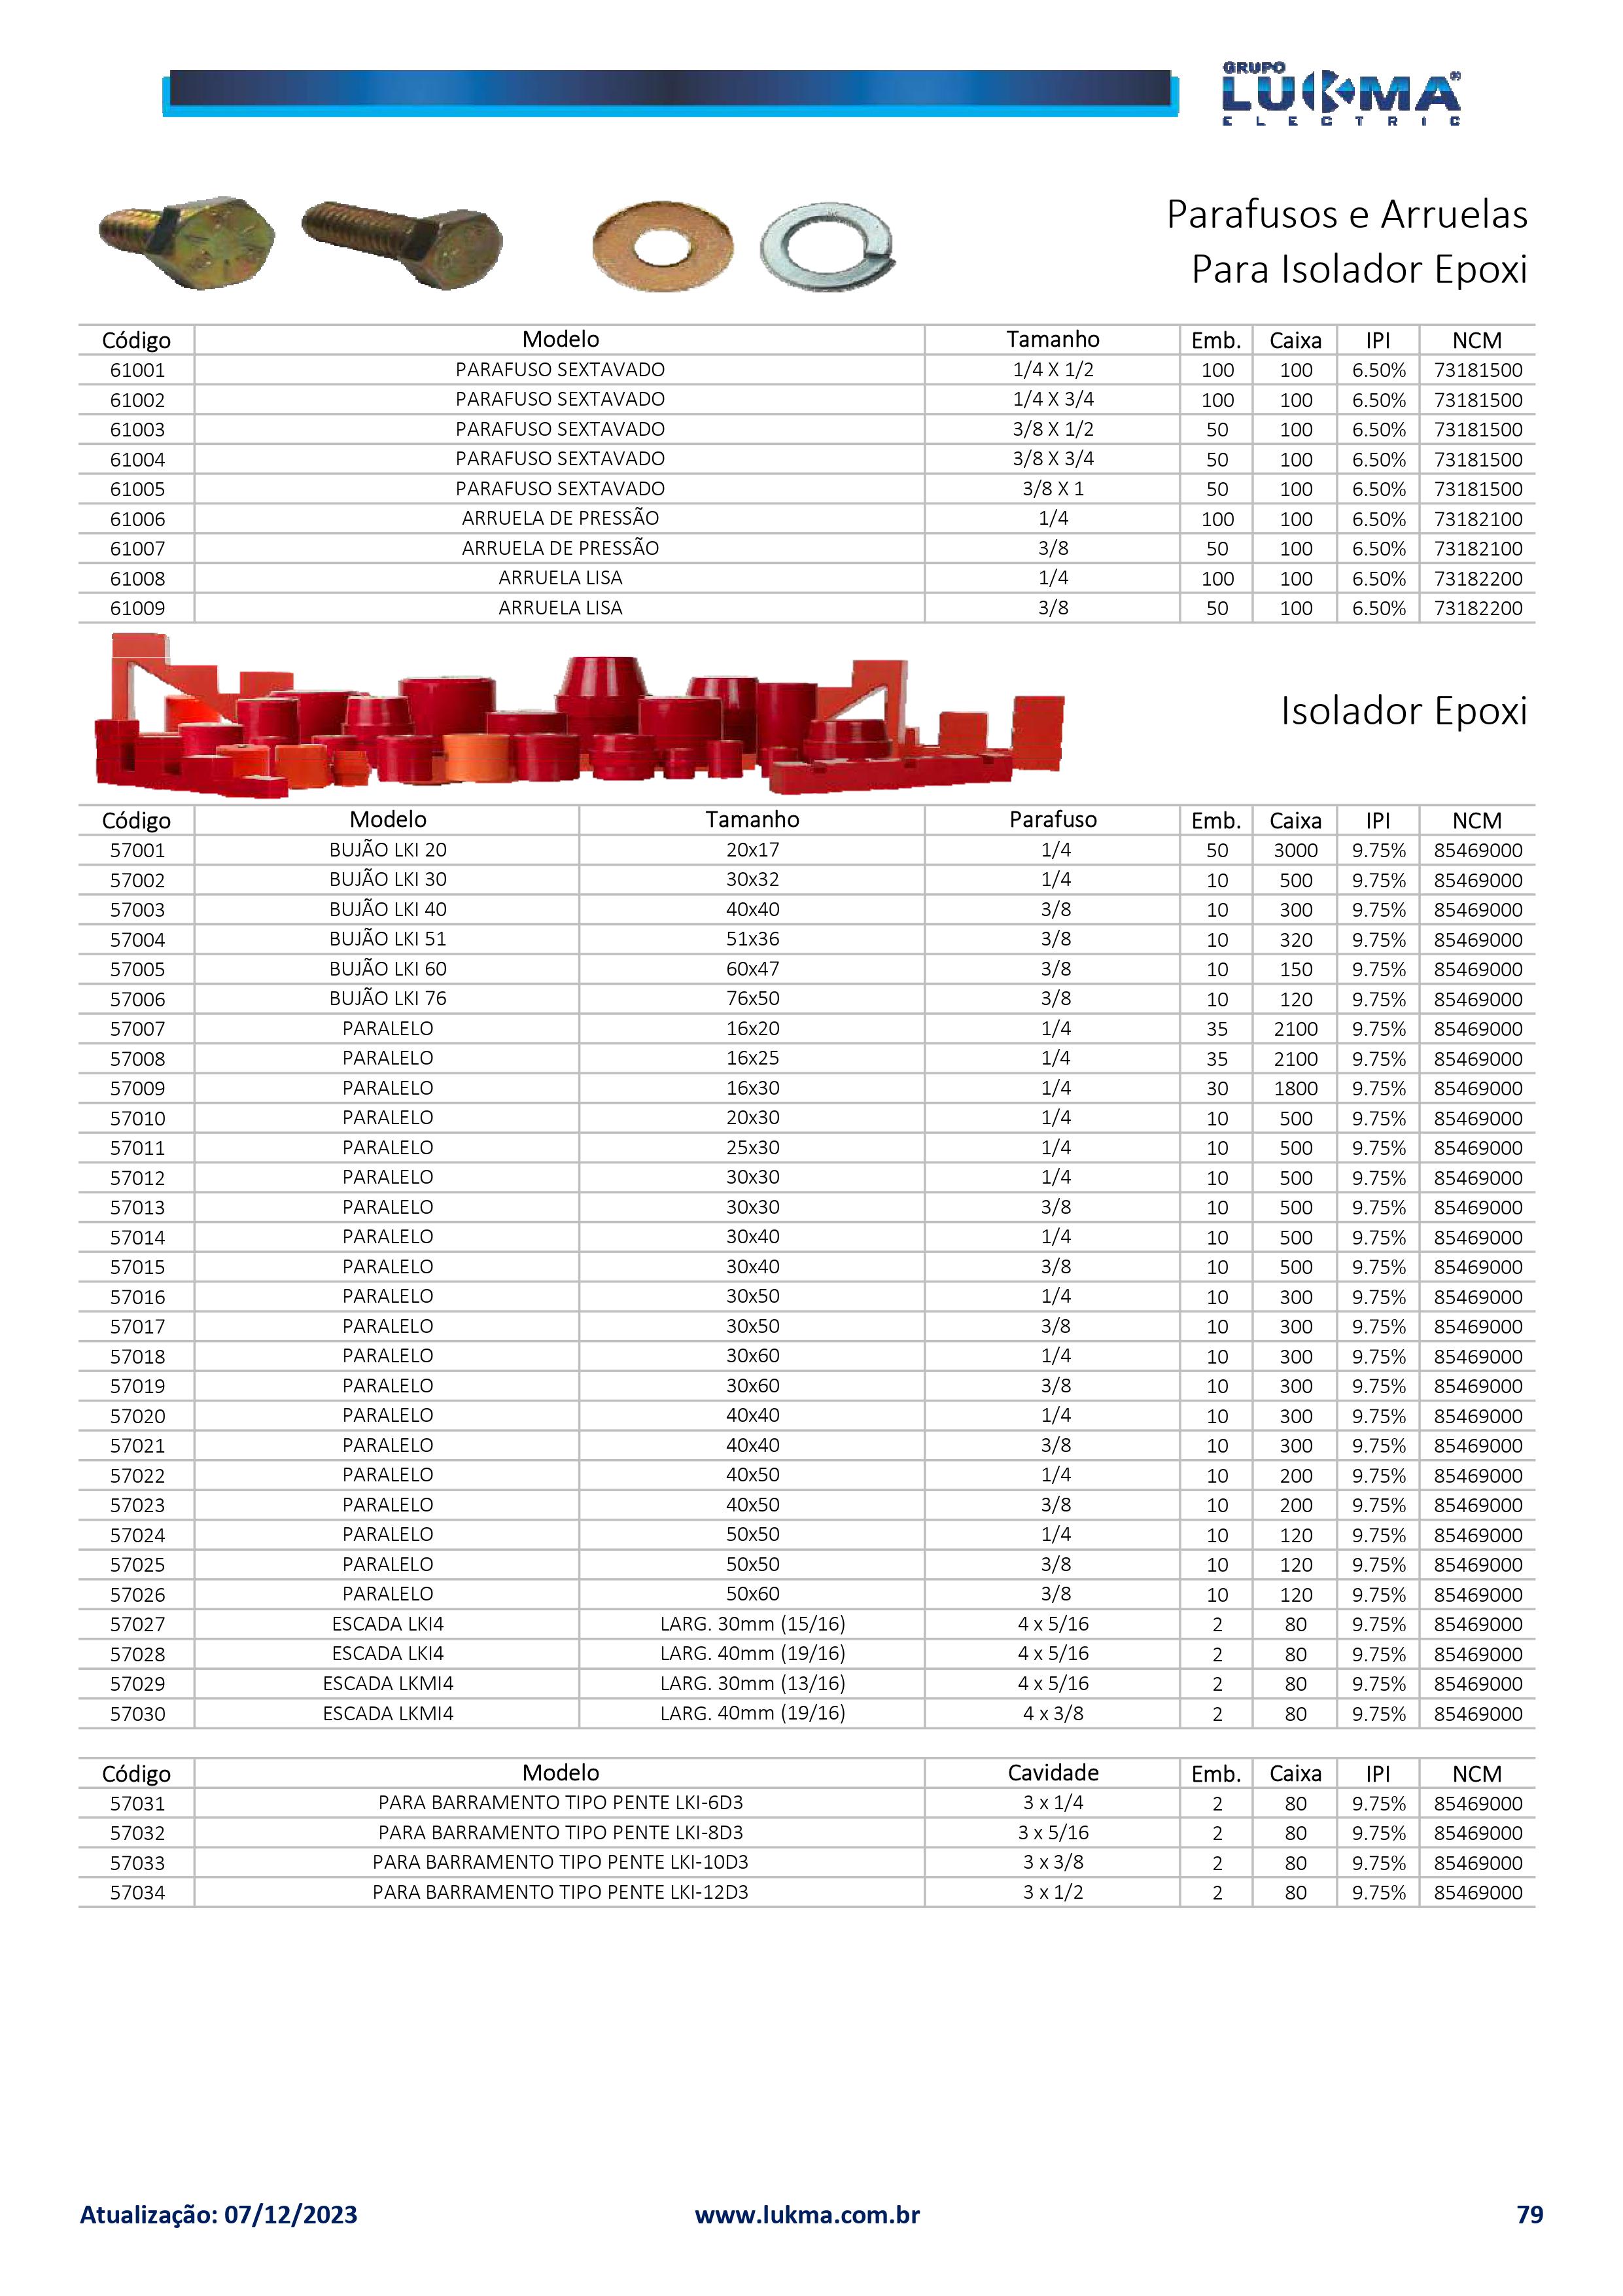 GRUPO
LUKMA®
ELECTRIC
Parafusos e Arruelas
Para Isolador Epoxi
Código Modelo Tamanho Emb. Caixa IPI NCM
61001 PARAFUSO SEXTAVADO 1/4 X 1/2 100 100 6.50% 73181500
61002 PARAFUSO SEXTAVADO 1/4 X 3/4 100 100 6.50% 73181500
61003 PARAFUSO SEXTAVADO 3/8 X 1/2 50 100 6.50% 73181500
61004 PARAFUSO SEXTAVADO 3/8 X 3/4 50 100 6.50% 73181500
61005 PARAFUSO SEXTAVADO 3/8 X 1 50 100 6.50% 73181500
61006 ARRUELA DE PRESSÃO 1/4 100 100 6.50% 73182100
61007 ARRUELA DE PRESSÃO 3/8 50 100 6.50% 73182100
61008 ARRUELA LISA 1/4 100 100 6.50% 73182200
61009 ARRUELA LISA 3/8 50 100 6.50% 73182200
Isolador Epoxi
Código Modelo Tamanho Parafuso Emb. Caixa IPI NCM
57001 BUJÃO LKI 20 20x17 1/4 50 3000 9.75% 85469000
57002 BUJÃO LKI 30 30x32 1/4 10 500 9.75% 85469000
57003 BUJÃO LKI 40 40x40 3/8 10 300 9.75% 85469000
57004 BUJÃO LKI 51 51x36 3/8 10 320 9.75% 85469000
57005 BUJÃO LKI 60 60x47 3/8 10 150 9.75% 85469000
57006 BUJÃO LKI 76 76x50 3/8 10 120 9.75% 85469000
57007 PARALELO 16x20 1/4 35 2100 9.75% 85469000
57008 PARALELO 16x25 1/4 35 2100 9.75% 85469000
57009 PARALELO 16x30 1/4 30 1800 9.75% 85469000
57010 PARALELO 20x30 1/4 10 500 9.75% 85469000
57011 PARALELO 25x30 1/4 10 500 9.75% 85469000
57012 PARALELO 30x30 1/4 10 500 9.75% 85469000
57013 PARALELO 30x30 3/8 10 500 9.75% 85469000
57014 PARALELO 30x40 1/4 10 500 9.75% 85469000
57015 PARALELO 30x40 3/8 10 500 9.75% 85469000
57016 PARALELO 30x50 1/4 10 300 9.75% 85469000
57017 PARALELO 30x50 3/8 10 300 9.75% 85469000
57018 PARALELO 30x60 1/4 10 300 9.75% 85469000
57019 PARALELO 30x60 3/8 10 300 9.75% 85469000
57020 PARALELO 40x40 1/4 10 300 9.75% 85469000
57021 PARALELO 40x40 3/8 10 300 9.75% 85469000
57022 PARALELO 40x50 1/4 10 200 9.75% 85469000
57023 PARALELO 40x50 3/8 10 200 9.75% 85469000
57024 PARALELO 50x50 1/4 10 120 9.75% 85469000
57025 PARALELO 50x50 3/8 10 120 9.75% 85469000
57026 PARALELO 50x60 3/8 10 120 9.75% 85469000
57027 ESCADA LKI4 LARG. 30mm (15/16) 4 x 5/16 2 80 9.75% 85469000
57028 ESCADA LKI4 LARG. 40mm (19/16) 4 x 5/16 2 80 9.75% 85469000
57029 ESCADA LKMI4 LARG. 30mm (13/16) 4 x 5/16 2 80 9.75% 85469000
57030 ESCADA LKMI4 LARG. 40mm (19/16) 4 x 3/8 2 80 9.75% 85469000
Código Modelo Cavidade Emb. Caixa IPI NCM
57031 PARA BARRAMENTO TIPO PENTE LKI-6D3 3 x 1/4 2 80 9.75% 85469000
57032 PARA BARRAMENTO TIPO PENTE LKI-8D3 3 x 5/16 2 80 9.75% 85469000
57033 PARA BARRAMENTO TIPO PENTE LKI-10D3 3 x 3/8 2 80 9.75% 85469000
57034 PARA BARRAMENTO TIPO PENTE LKI-12D3 3 x 1/2 2 80 9.75% 85469000
Atualização: 07/12/2023 www.lukma.com.br 79